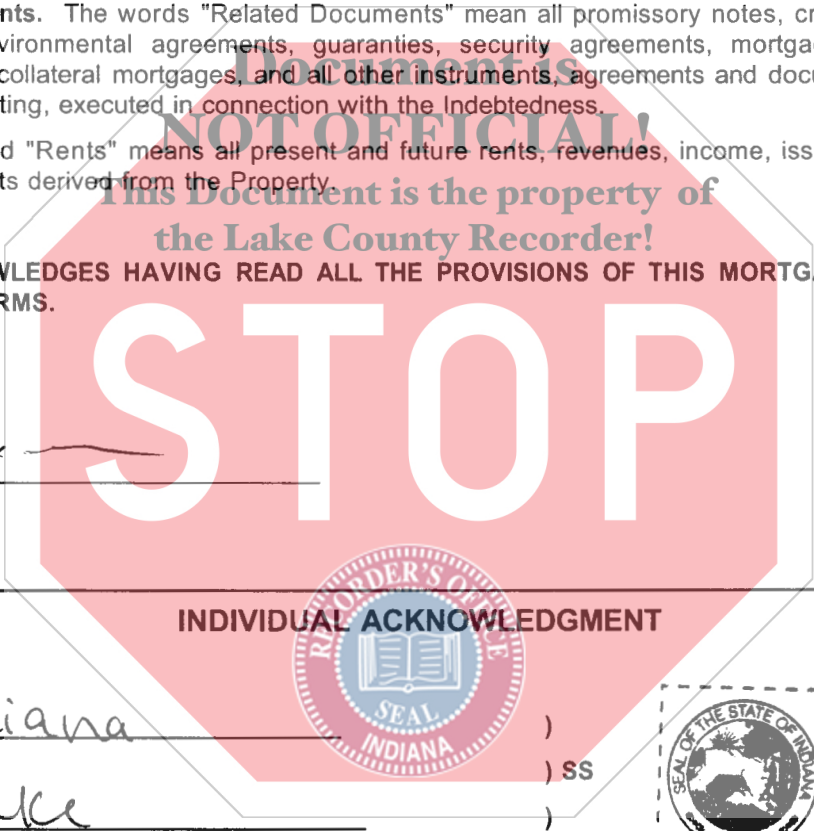 nts. The words "Related Documents" mean all promissory notes, cr
vironmental agreements, guaranties, security agreements, mortga
collateral mortgages, and all other instruments, agreements and docu
ting, executed in connection with the Indebtedness.
Document is
NOT OFFICIAL!
d "Rents" means all present and future rents, revenues, income, iss
ts derived from the Property.
This Document is the property of
the Lake County Recorder!
WLEDGES HAVING READ ALL THE PROVISIONS OF THIS MORTGA
RMS.
STOP
RECORDER'S OFFICE
SEAL
INDIANA
INDIVIDUAL ACKNOWLEDGMENT
iana )
) SS
ke )
SEAL OF THE STATE OF INDIANA